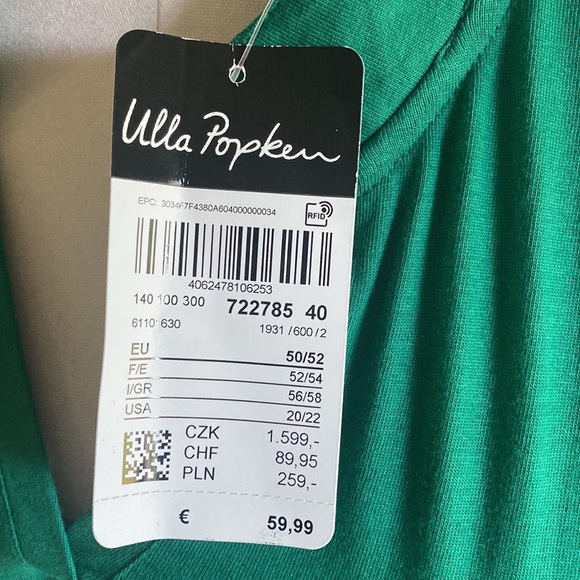 Ulla Popken
EPC: 3034F7F4380A604000000034
RFID
4062478106253
140 100 300 722785 40
1931 / 600 / 2
EU 50/52
F/E 52/54
I/GR 56/58
USA 20/22
CZK 1.599,-
CHF 89,95
PLN 259,-
€ 59,99